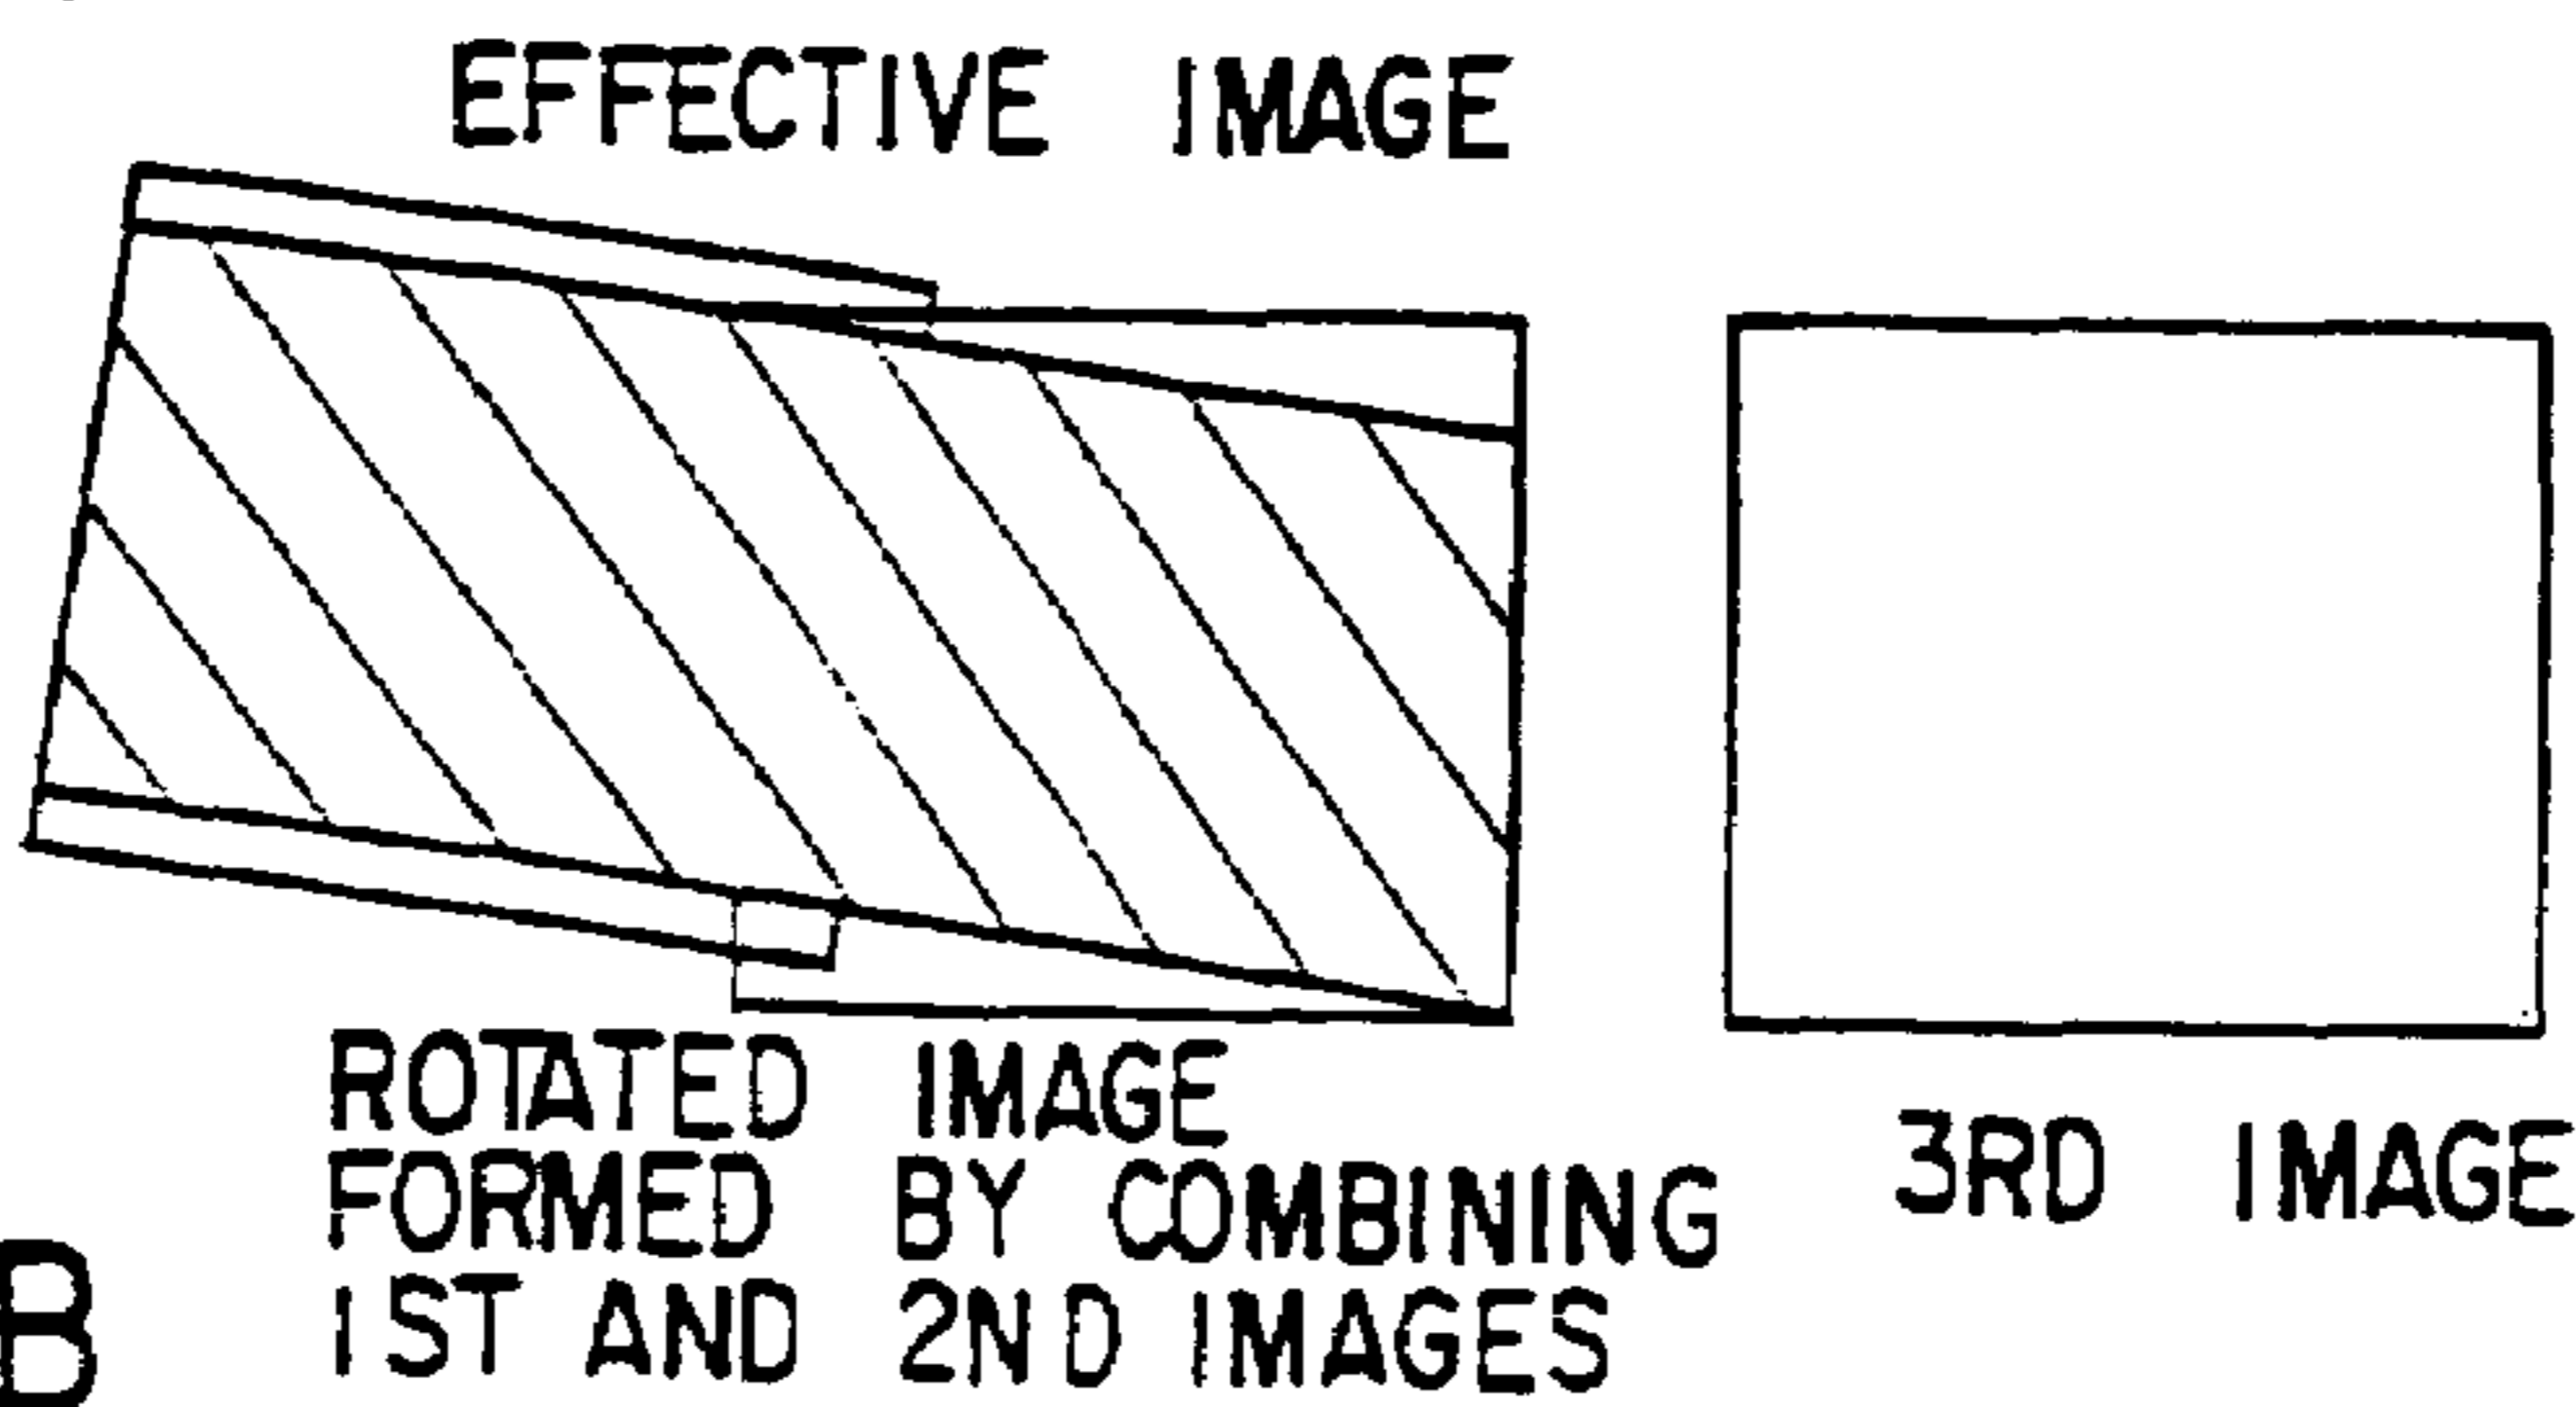 EFFECTIVE IMAGE
ROTATED IMAGE
FORMED BY COMBINING
1ST AND 2ND IMAGES
3RD IMAGE
B